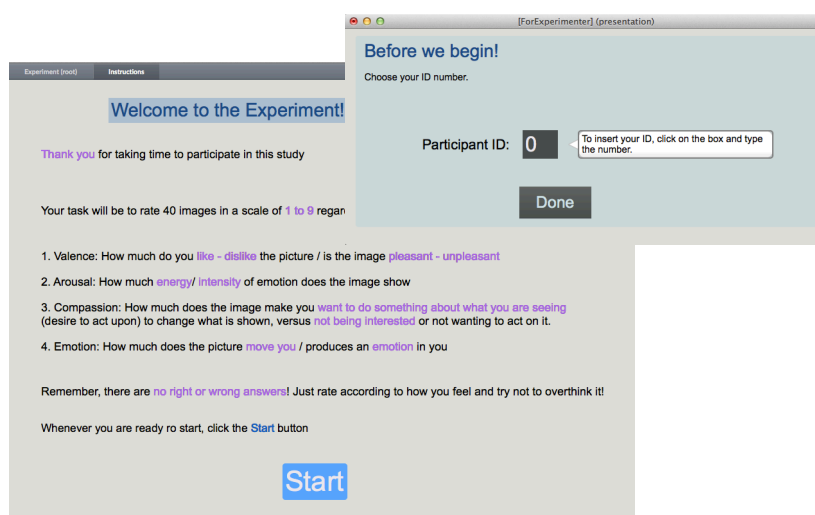 [ForExperimenter] (presentation)
Before we begin!
Choose your ID number.
Participant ID:
0
To insert your ID, click on the box and type
the number.
Done
Experiment (root)
Instructions
Welcome to the Experiment!
Thank you for taking time to participate in this study
Your task will be to rate 40 images in a scale of 1 to 9 regar
1. Valence: How much do you like - dislike the picture / is the image pleasant - unpleasant
2. Arousal: How much energy/ intensity of emotion does the image show
3. Compassion: How much does the image make you want to do something about what you are seeing
(desire to act upon) to change what is shown, versus not being interested or not wanting to act on it.
4. Emotion: How much does the picture move you / produces an emotion in you
Remember, there are no right or wrong answers! Just rate according to how you feel and try not to overthink it!
Whenever you are ready ro start, click the Start button
Start